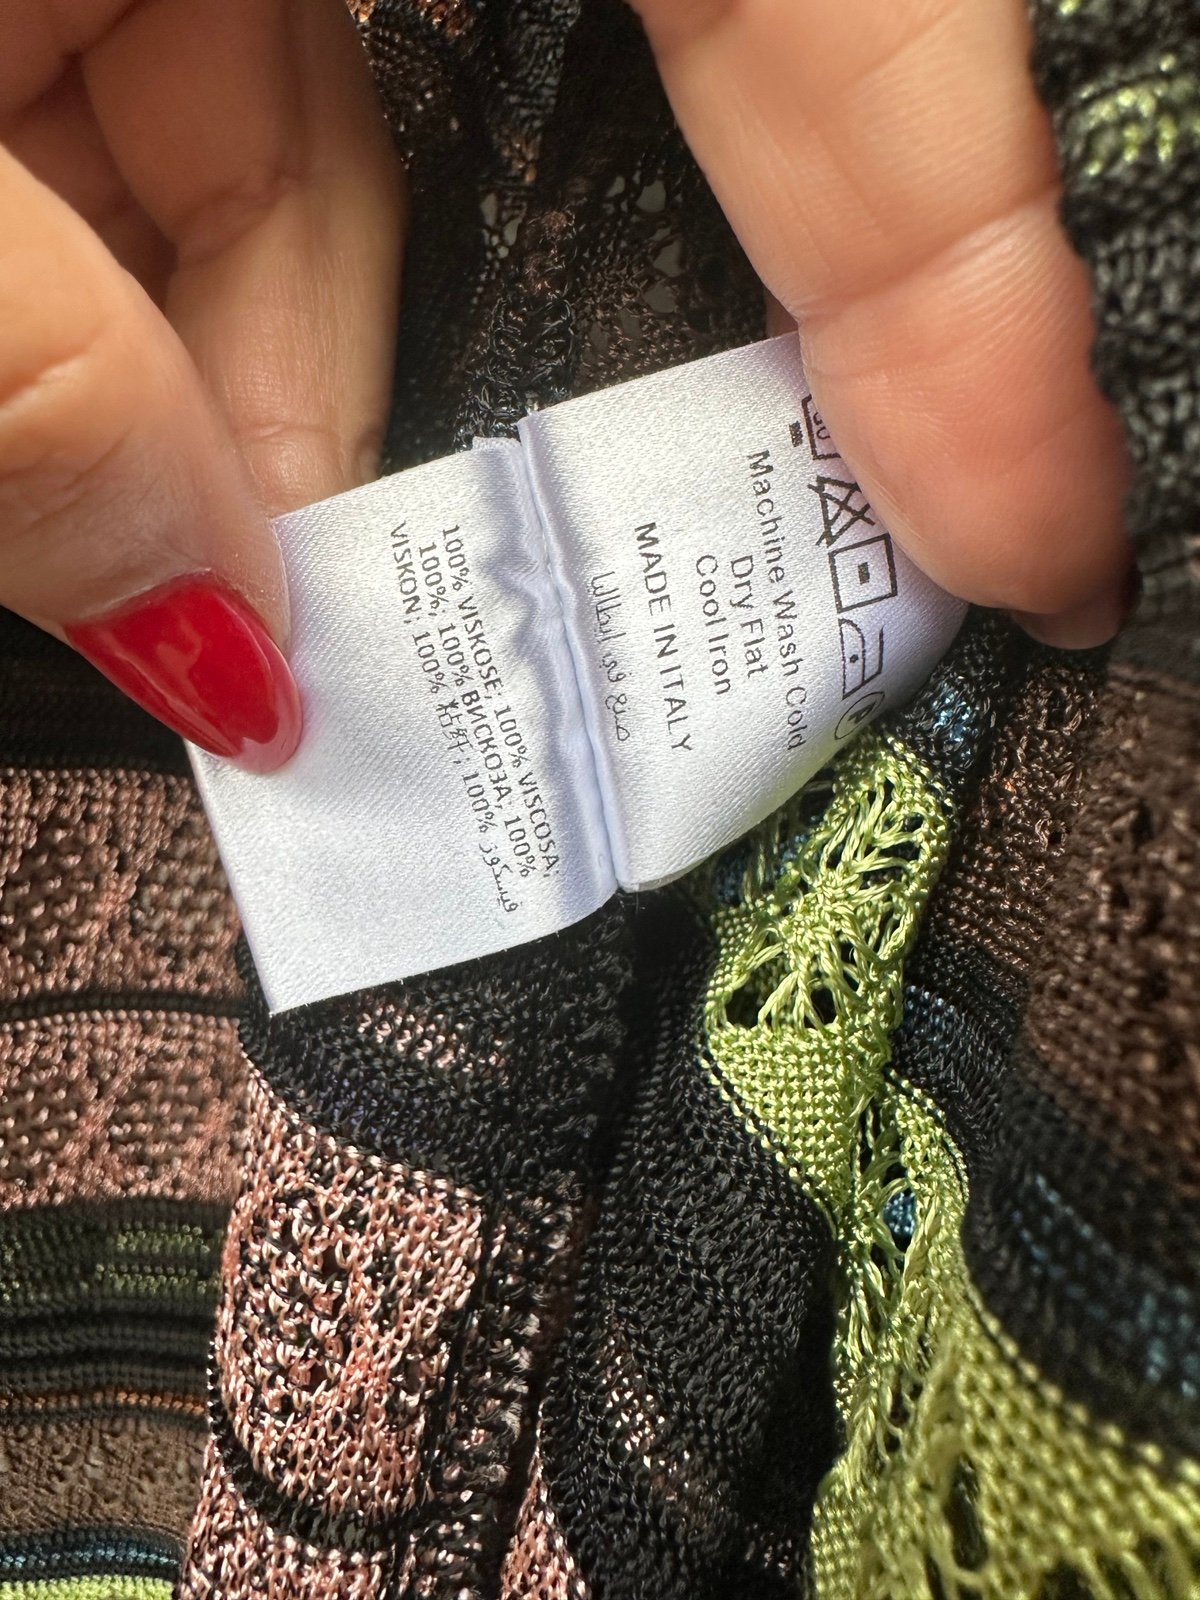 30
P
Machine Wash Cold
Dry Flat
Cool Iron
MADE IN ITALY
صنع في ايطاليا
100% VISKOSE; 100% VISCOSA;
100%, 100% ВИСКОЗА; 100%
100% فيسكوز
VISKON; 100% 粘纤;